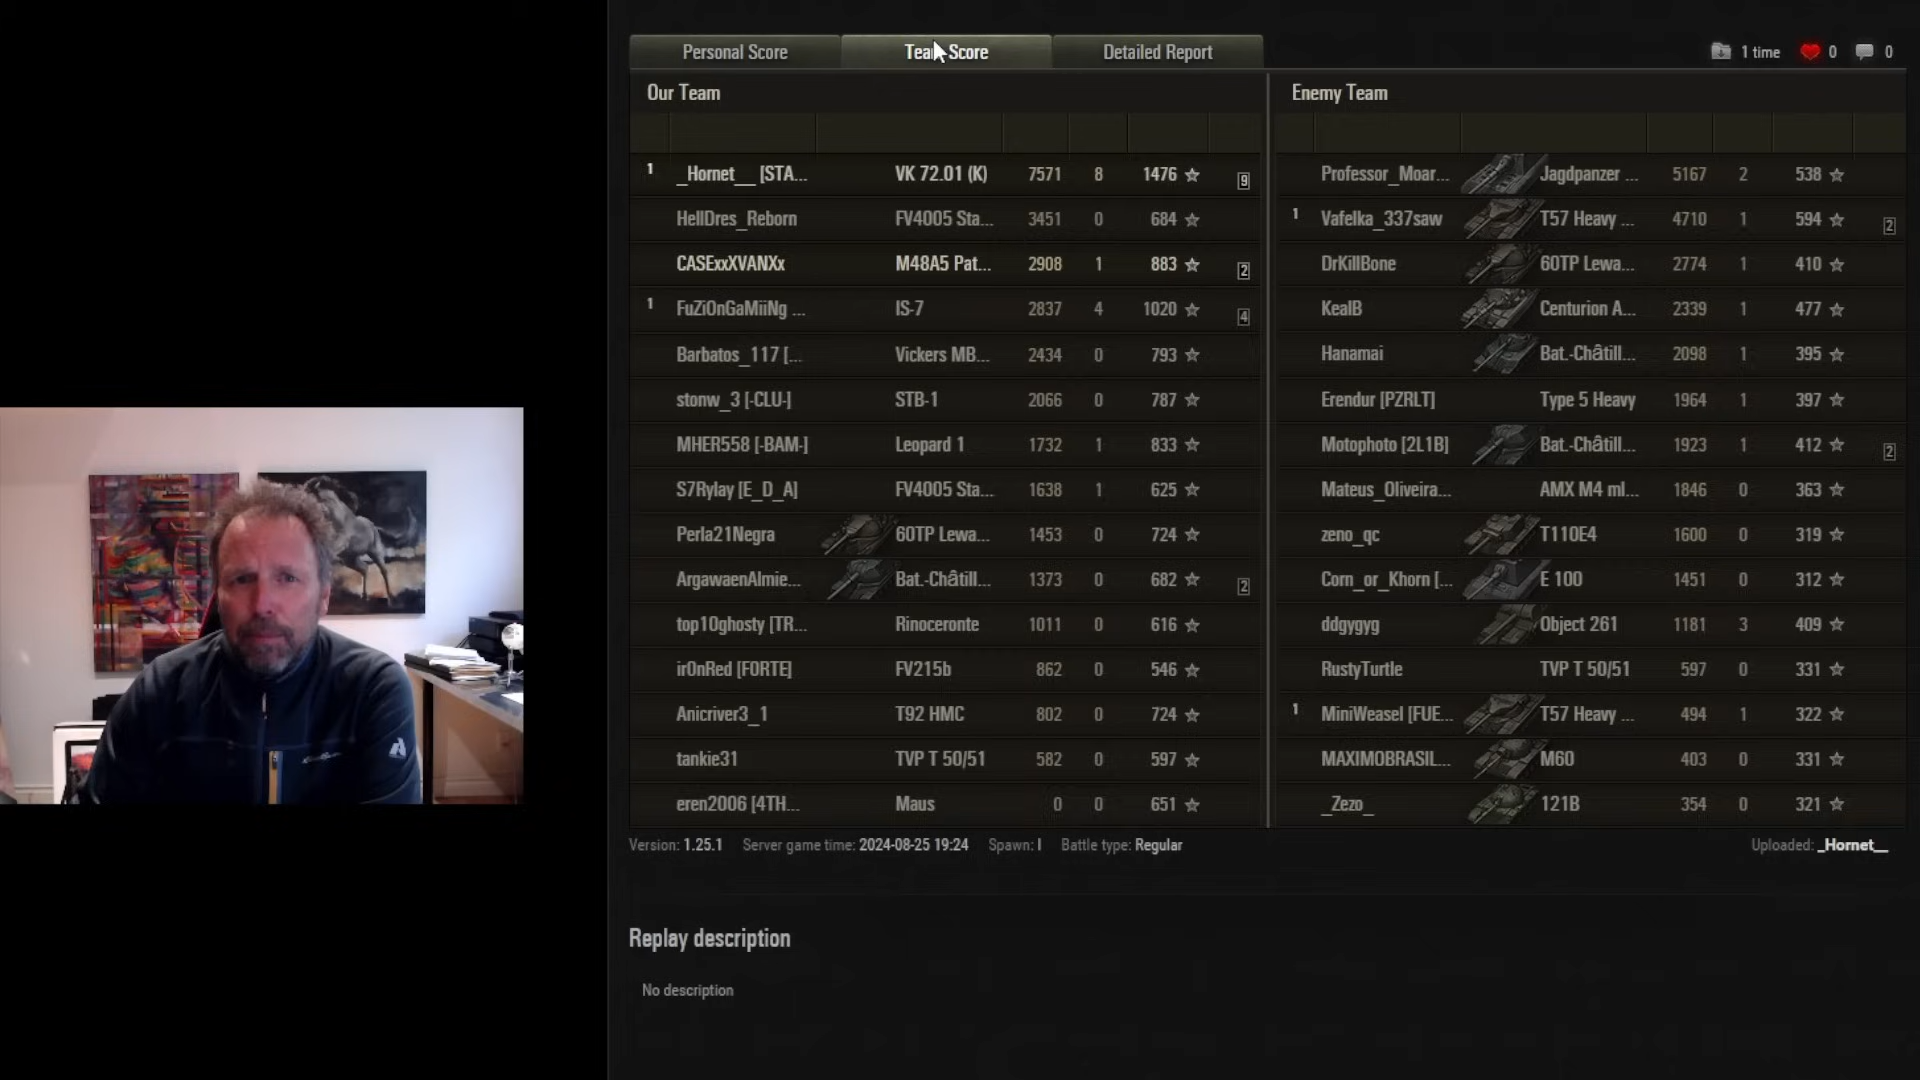 Personal Score Team Score Detailed Report 1 time 0 0
Our Team Enemy Team
1 _Hornet__ [STA... VK 72.01 (K) 7571 8 1476 9
Professor_Moar... Jagdpanzer ... 5167 2 538
HellDres_Reborn FV4005 Sta... 3451 0 684
1 Vafelka_337saw T57 Heavy ... 4710 1 594 2
CASExxXVANXx M48A5 Pat... 2908 1 883 2
DrKillBone 60TP Lewa... 2774 1 410
1 FuZiOnGaMiiNg ... IS-7 2837 4 1020 4
KealB Centurion A... 2339 1 477
Barbatos_117 [... Vickers MB... 2434 0 793
Hanamai Bat.-Châtill... 2098 1 395
stonw_3 [-CLU-] STB-1 2066 0 787
Erendur [PZRLT] Type 5 Heavy 1964 1 397
MHER558 [-BAM-] Leopard 1 1732 1 833
Motophoto [2L1B] Bat.-Châtill... 1923 1 412 2
S7Rylay [E_D_A] FV4005 Sta... 1638 1 625
Mateus_Oliveira... AMX M4 ml... 1846 0 363
Perla21Negra 60TP Lewa... 1453 0 724
zeno_qc T110E4 1600 0 319
ArgawaenAlmie... Bat.-Châtill... 1373 0 682 2
Corn_or_Khorn [... E 100 1451 0 312
top10ghosty [TR... Rinoceronte 1011 0 616
ddgygyg Object 261 1181 3 409
ir0nRed [FORTE] FV215b 862 0 546
RustyTurtle TVP T 50/51 597 0 331
Anicriver3_1 T92 HMC 802 0 724
1 MiniWeasel [FUE... T57 Heavy ... 494 1 322
tankie31 TVP T 50/51 582 0 597
MAXIMOBRASIL... M60 403 0 331
eren2006 [4TH... Maus 0 0 651
_Zezo_ 121B 354 0 321
Version: 1.25.1 Server game time: 2024-08-25 19:24 Spawn: I Battle type: Regular Uploaded: _Hornet__
Replay description
No description